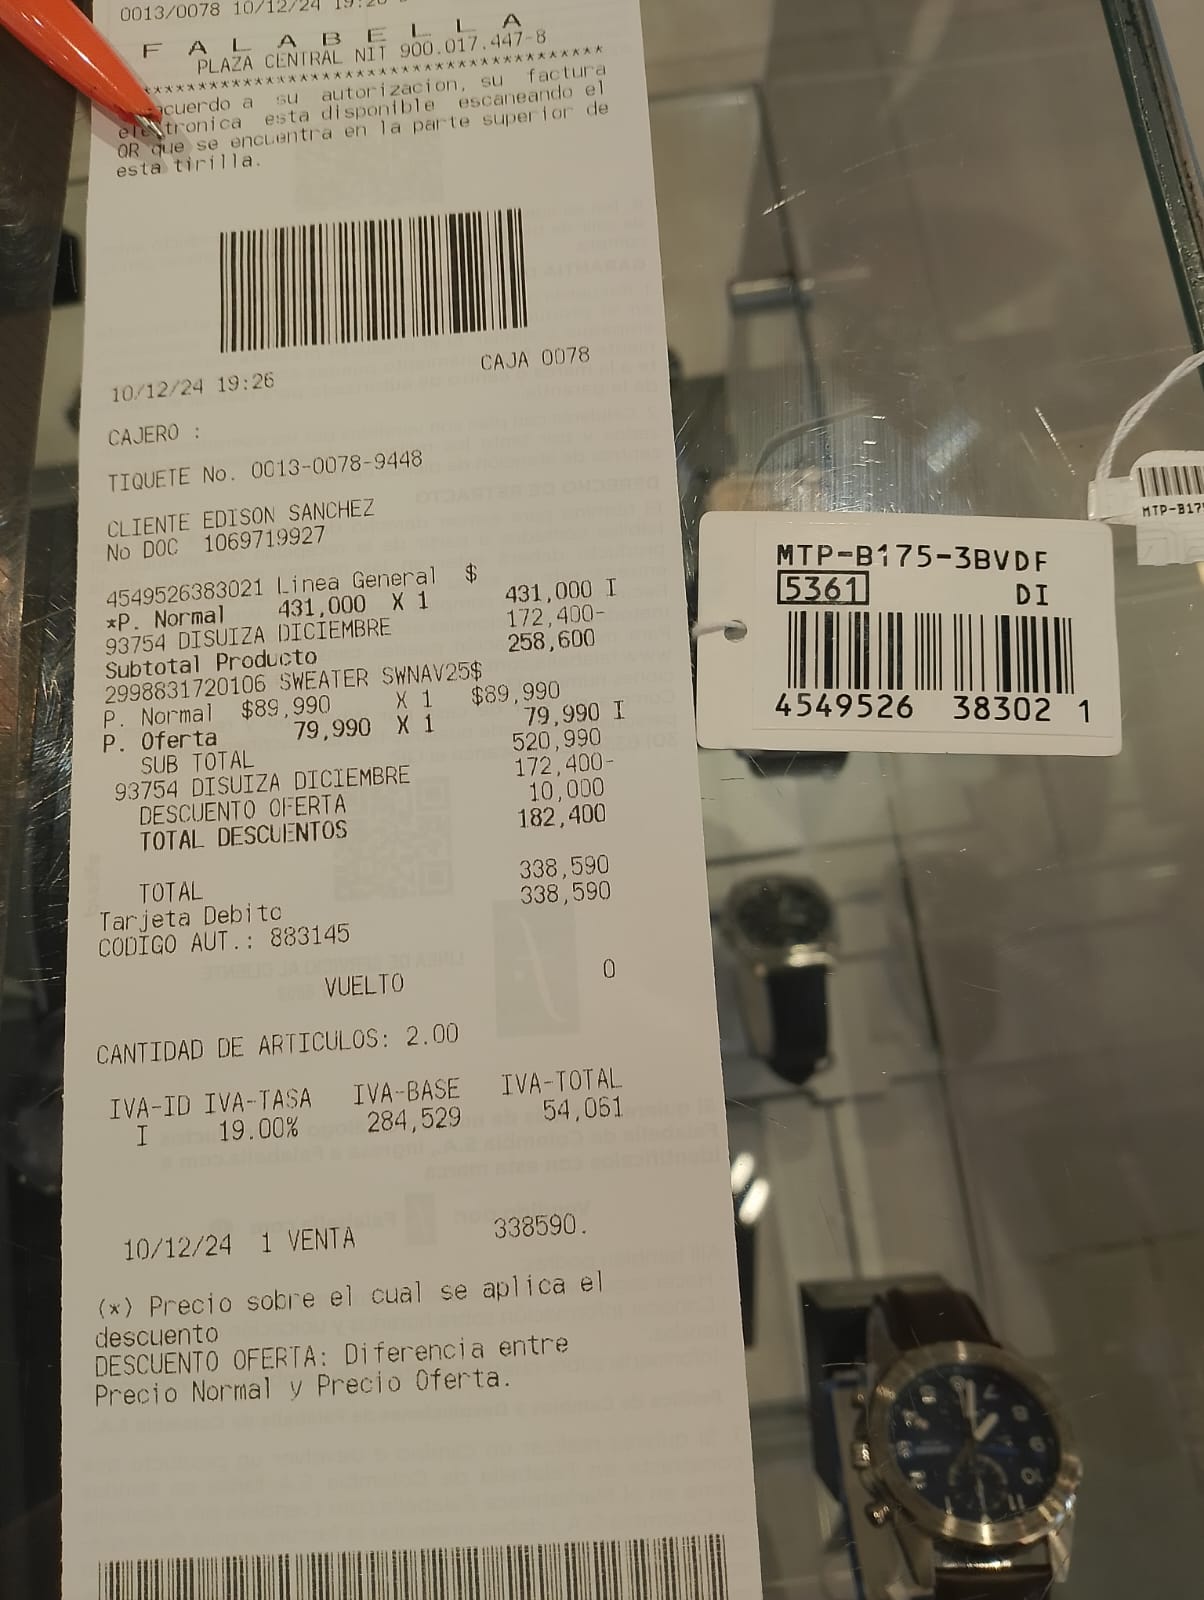 0013/0078 10/12/24 19:26
F A L A B E L L A
PLAZA CENTRAL NIT 900.017.447-8
****************************************
acuerdo a su autorizacion, su factura
electronica esta disponible escaneando el
QR que se encuentra en la parte superior de
esta tirilla.
10/12/24 19:26 CAJA 0078
CAJERO :
TIQUETE No. 0013-0078-9448
CLIENTE EDISON SANCHEZ
No DOC 1069719927
4549526383021 Linea General $
*P. Normal 431,000 X 1 431,000 I
93754 DISUIZA DICIEMBRE 172,400-
Subtotal Producto 258,600
2998831720106 SWEATER SWNAV25$
P. Normal $89,990 X 1 $89,990
P. Oferta 79,990 X 1 79,990 I
SUB TOTAL 520,990
93754 DISUIZA DICIEMBRE 172,400-
DESCUENTO OFERTA 10,000
TOTAL DESCUENTOS 182,400
TOTAL 338,590
Tarjeta Debito 338,590
CODIGO AUT.: 883145
VUELTO 0
CANTIDAD DE ARTICULOS: 2.00
IVA-ID IVA-TASA IVA-BASE IVA-TOTAL
I 19.00% 284,529 54,061
10/12/24 1 VENTA 338590.
(*) Precio sobre el cual se aplica el
descuento
DESCUENTO OFERTA: Diferencia entre
Precio Normal y Precio Oferta.
MTP-B175-3BVDF
5361 DI
4549526 38302 1
MTP-B17